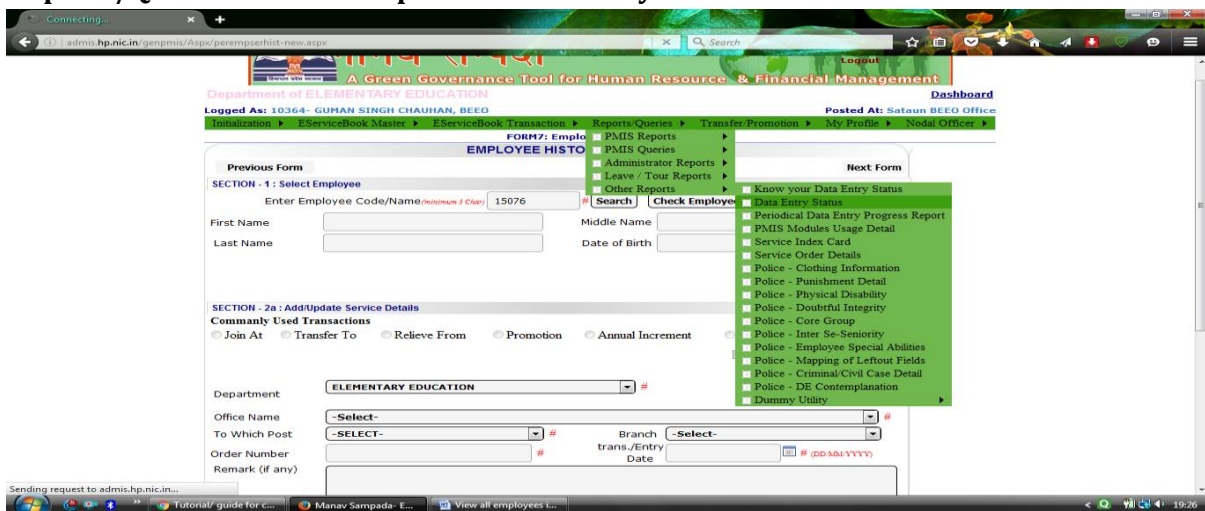 Connecting...
admis.hp.nic.in/genpmis/Aspx/perempserhist-new.aspx
Search
Logout
A Green Governance Tool for Human Resource & Financial Management
Department of ELEMENTARY EDUCATION
Dashboard
Logged As: 10364- GUMAN SINGH CHAUHAN, BEEO
Posted At: Sataun BEEO Office
Initialization EServiceBook Master EServiceBook Transaction Reports/Queries Transfer/Promotion My Profile Nodal Officer
FORM7: Emplo
EMPLOYEE HISTO
PMIS Reports
PMIS Queries
Administrator Reports
Leave / Tour Reports
Other Reports
Previous Form
Next Form
SECTION - 1 : Select Employee
Enter Employee Code/Name(minimum 3 Char) 15076 # Search Check Employe
First Name
Middle Name
Last Name
Date of Birth
Know your Data Entry Status
Data Entry Status
Periodical Data Entry Progress Report
PMIS Modules Usage Detail
Service Index Card
Service Order Details
Police - Clothing Information
Police - Punishment Detail
Police - Physical Disability
Police - Doubtful Integrity
Police - Core Group
Police - Inter Se-Seniority
Police - Employee Special Abilities
Police - Mapping of Leftout Fields
Police - Criminal/Civil Case Detail
Police - DE Contemplanation
Dummy Utility
SECTION - 2a : Add/Update Service Details
Commanly Used Transactions
Join At Transfer To Relieve From Promotion Annual Increment
Department ELEMENTARY EDUCATION #
Office Name -Select- #
To Which Post -SELECT- # Branch -Select-
Order Number # trans./Entry Date # (DD-MM-YYYY)
Remark (if any)
Sending request to admis.hp.nic.in...
Tutorial/ guide for c... Manav Sampada- E... View all employees i... 19:26